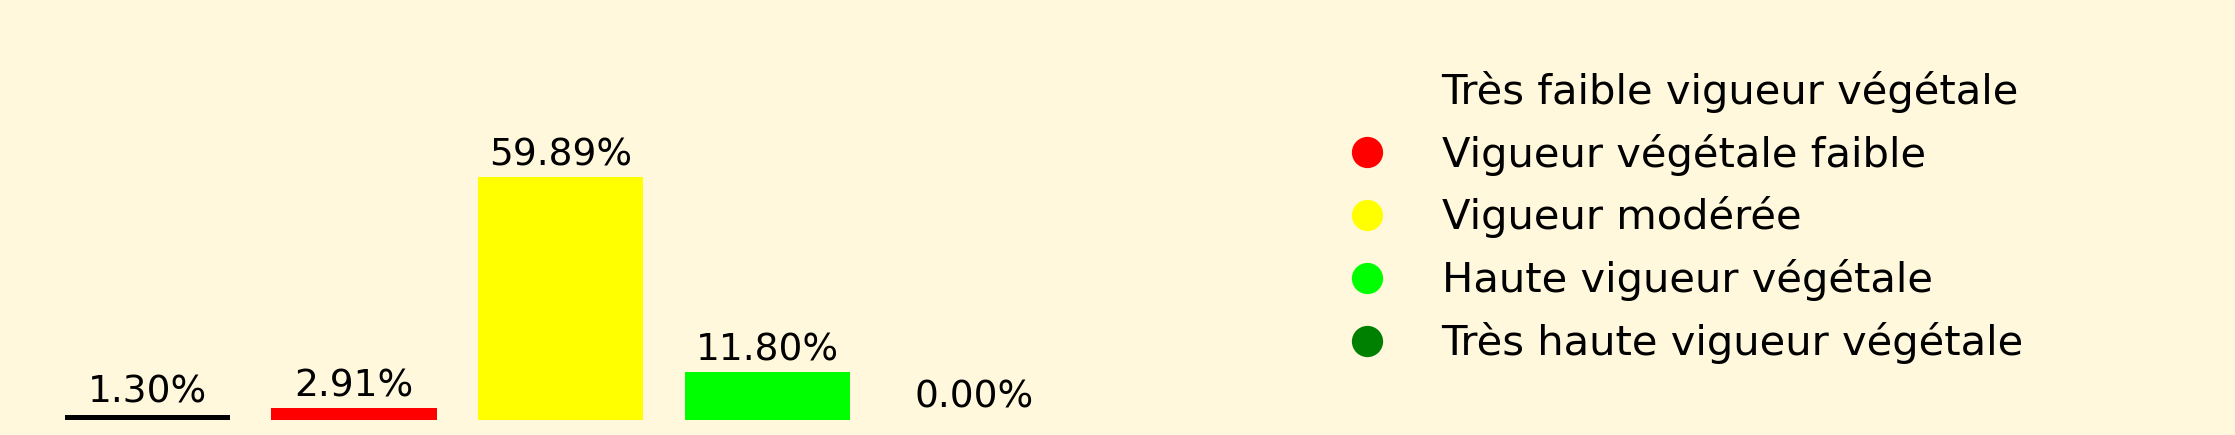 1.30%
2.91%
59.89%
11.80%
0.00%
Très faible vigueur végétale
Vigueur végétale faible
Vigueur modérée
Haute vigueur végétale
Très haute vigueur végétale